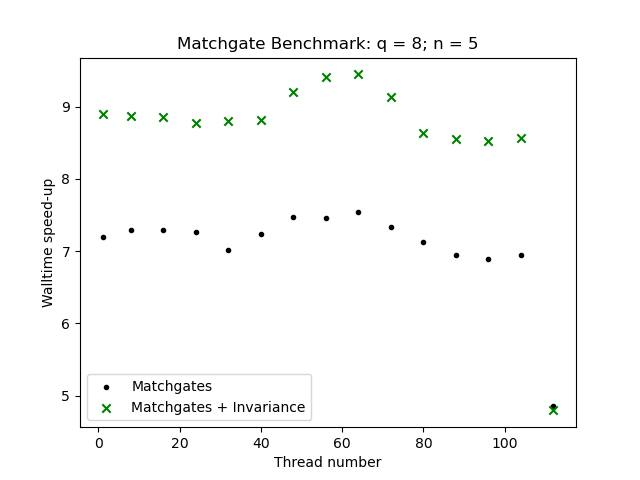 Matchgate Benchmark: q = 8; n = 5
Walltime speed-up
9
8
7
6
5
Matchgates
Matchgates + Invariance
0 20 40 60 80 100
Thread number